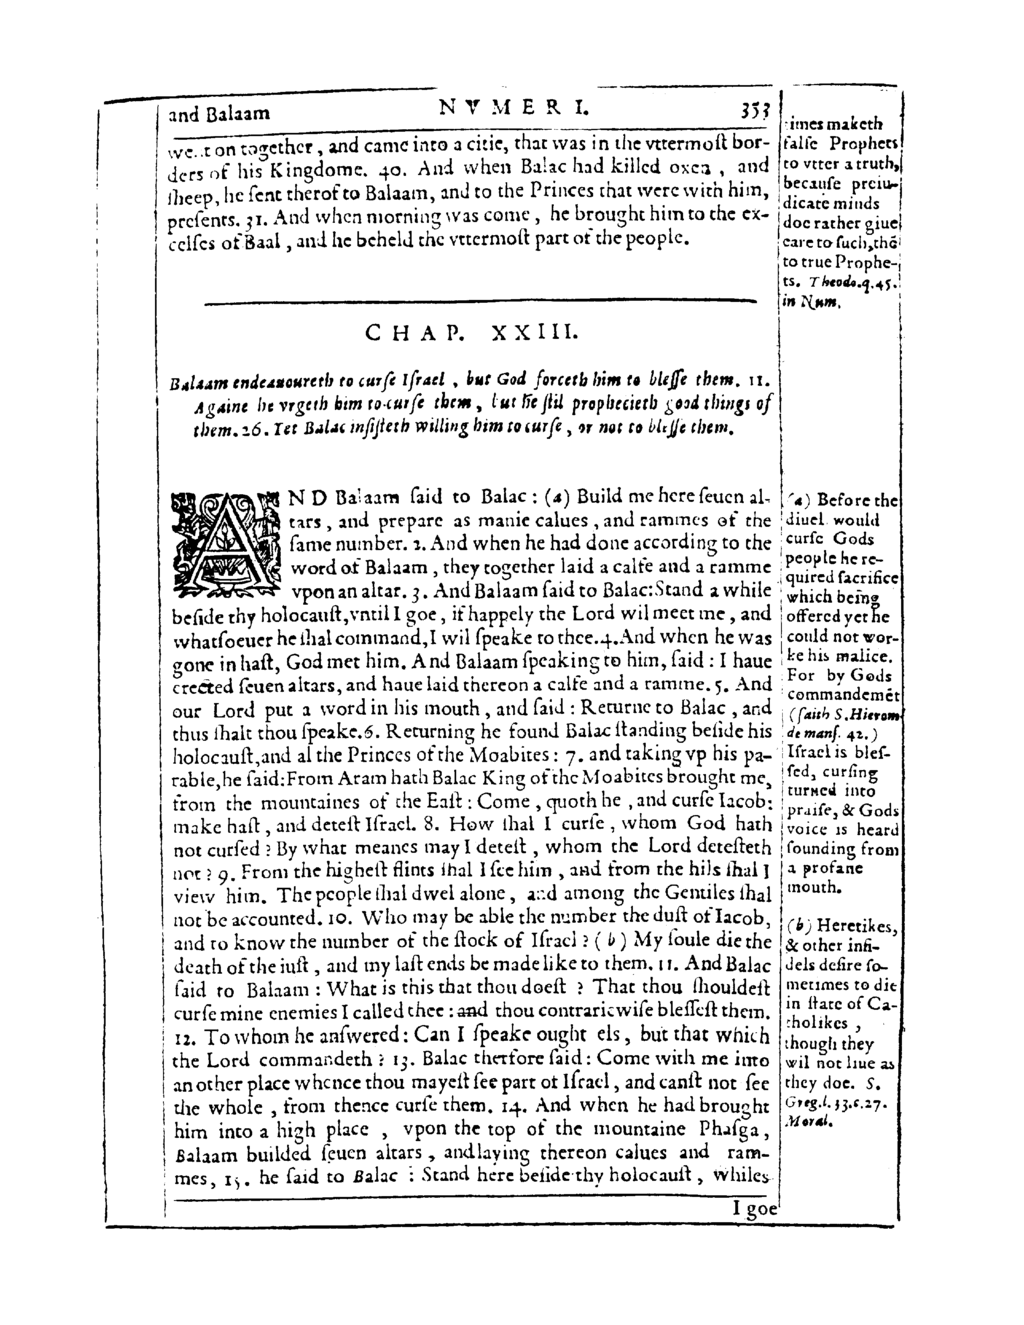 and Balaam NVMERI. 353
on together, and came into a citie, that was in the vttermost bor-
ders of his Kingdome. 40. And when Balac had killed oxen, and
sheep, he sent therof to Balaam, and to the Princes that were with him,
presents. 31. And when morning was come, he brought him to the ex-
celses of Baal, and he beheld the vttermost part of the people.
times maketh
false Prophets
to vtter a truth,
because preiu-
dicate minds
doe rather giue
eare to such, thē
to true Prophe-
ts. Theodo.q.45.
in Num.
CHAP. XXIII.
Balaam endeauoureth to curse Israel, but God forceth him to blesse them. 11.
Againe he vrgeth him to curse them, but he stil prophecieth good things of
them. 26. Yet Balac insisteth willing him to curse, or not to blesse them.
AND Balaam said to Balac: (a) Build me here seuen al-
tars, and prepare as manie calues, and rammes of the
same number. 2. And when he had done according to the
word of Balaam, they together laid a calfe and a ramme
vpon an altar. 3. And Balaam said to Balac: Stand a while
beside thy holocaust, vntil I goe, if happely the Lord wil meet me, and
whatsoeuer he shal command, I wil speake to thee. 4. And when he was
gone in hast, God met him. And Balaam speaking to him, said: I haue
erected seuen altars, and haue laid thereon a calfe and a ramme. 5. And
our Lord put a word in his mouth, and said: Returne to Balac, and
thus shalt thou speake. 6. Returning he found Balac standing beside his
holocaust, and al the Princes of the Moabites: 7. and taking vp his pa-
rable, he said: From Aram hath Balac King of the Moabites brought me,
from the mountaines of the East: Come, quoth he, and curse Iacob:
make hast, and detest Israel. 8. How shal I curse, whom God hath
not cursed? By what meanes may I detest, whom the Lord detesteth
not? 9. From the highest flints shal I see him, and from the hils shal I
view him. The people shal dwel alone, and among the Gentiles shal
not be accounted. 10. Who may be able the number the dust of Iacob,
and to know the number of the stock of Israel? (b) My soule die the
death of the iust, and my last ends be made like to them. 11. And Balac
said to Balaam: What is this that thou doest? That thou shouldest
curse mine enemies I called thee: and thou contrariewise blessest them.
12. To whom he answered: Can I speake ought els, but that which
the Lord commandeth? 13. Balac therfore said: Come with me into
an other place whence thou mayest see part of Israel, and canst not see
the whole, from thence curse them. 14. And when he had brought
him into a high place, vpon the top of the mountaine Phasga,
Balaam builded seuen altars, and laying thereon calues and ram-
mes, 15. he said to Balac: Stand here beside thy holocaust, whiles
I goe
(a) Before the
diuel would
curse Gods
people he re-
quired sacrifice
which being
offered yet he
could not wor-
ke his malice.
For by Gods
commandemēt
(saith S. Hierom
de mans. 42.)
Israel is bles-
sed, cursing
turned into
praise, & Gods
voice is heard
sounding from
a profane
mouth.
(b) Heretikes,
& other infi-
dels desire so-
metimes to die
in state of Ca-
tholikes,
though they
wil not liue as
they doe. S.
Greg.l.33.c.27.
Moral.